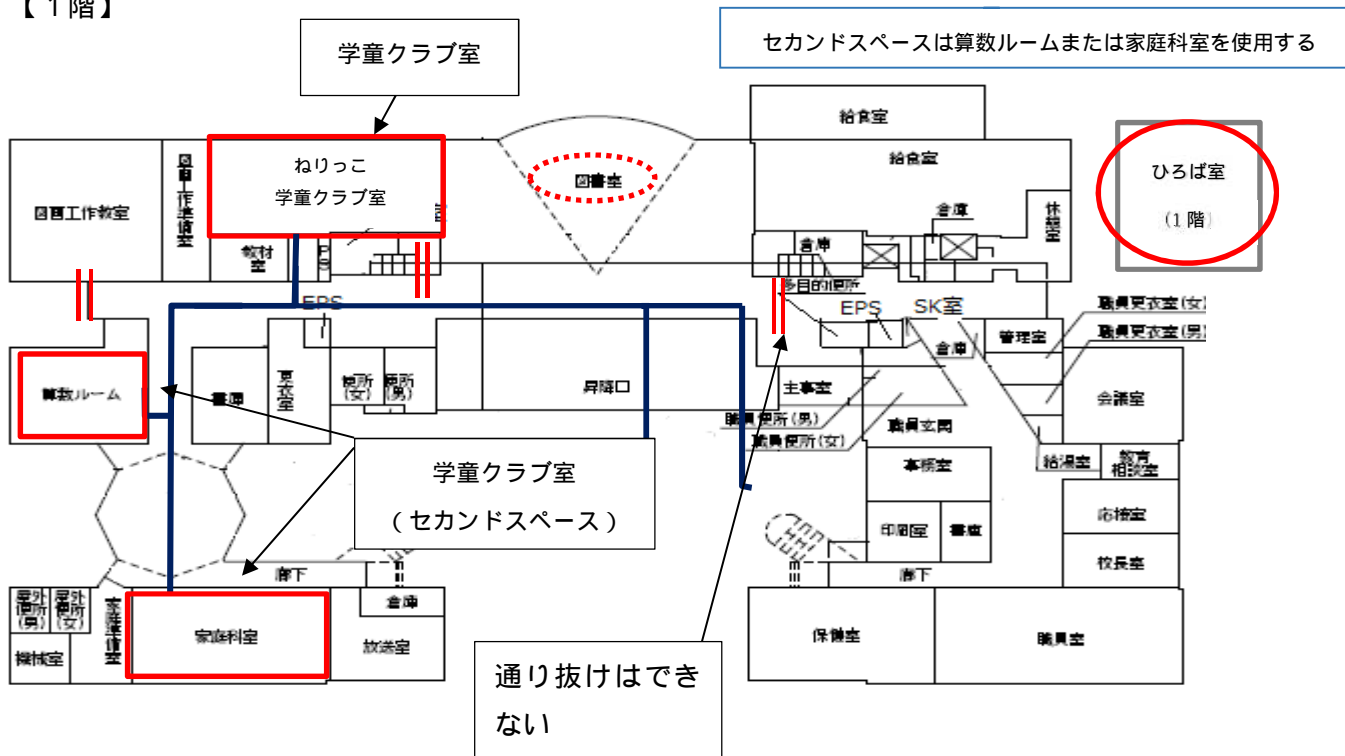 【１階】
セカンドスペースは算数ルームまたは家庭科室を使用する
学童クラブ室
給食室
ねりっこ
学童クラブ室
図画工作教室
図画工作準備室
教材室
PS
図書室
給食室
倉庫
倉庫
休憩室
ひろば室
(1階)
多目的便所
EPS
EPS
SK室
職員更衣室(女)
職員更衣室(男)
管理室
倉庫
算数ルーム
書庫
更衣室
便所(女)
便所(男)
昇降口
主事室
会議室
職員便所(男)
職員便所(女)
職員玄関
給湯室
教育相談室
事務室
学童クラブ室
（セカンドスペース）
印刷室
書庫
応接室
校長室
廊下
廊下
屋外便所(男)
屋外便所(女)
家庭準備室
機械室
家庭科室
倉庫
放送室
保健室
職員室
通り抜けはでき
ない